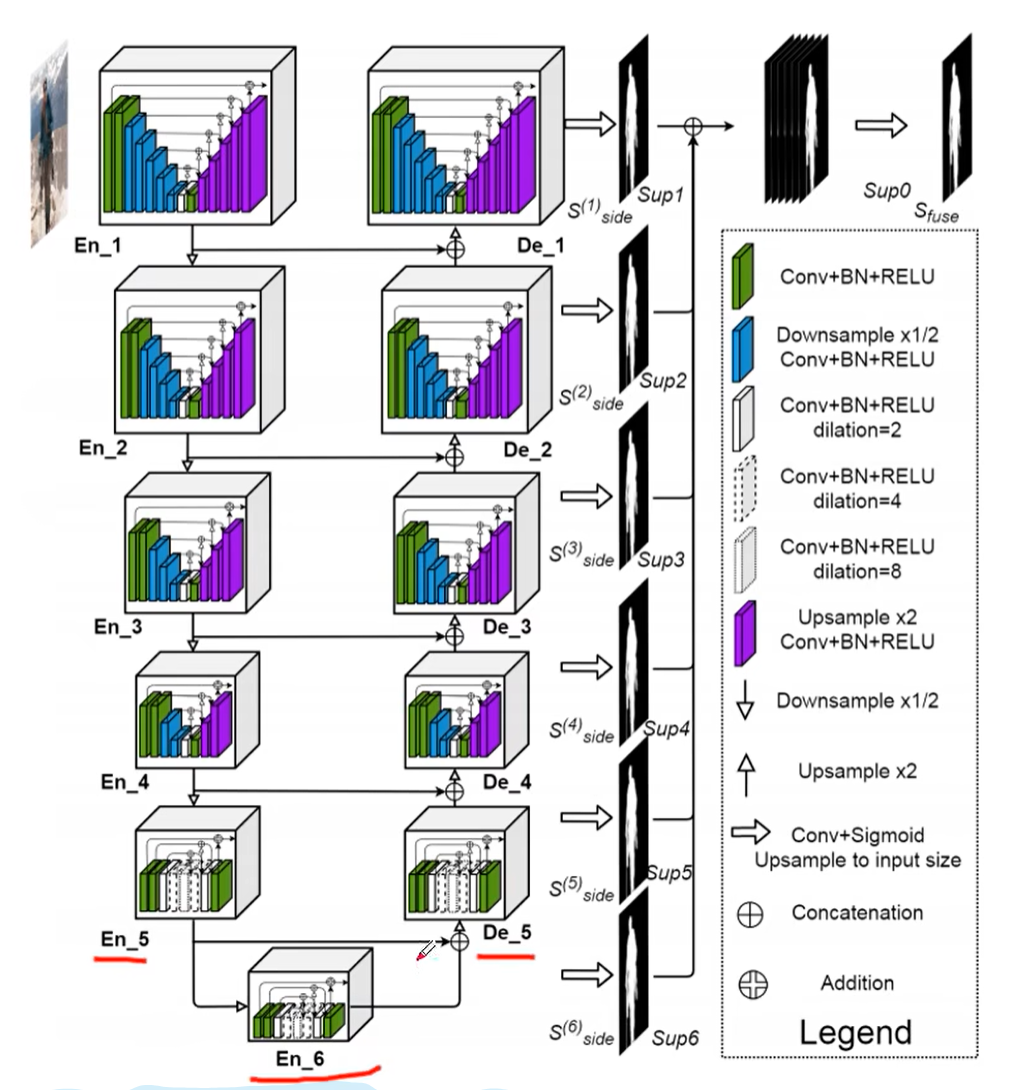 En_1
De_1
S(1)side
Sup1
Sup0
Sfuse
En_2
De_2
S(2)side
Sup2
En_3
De_3
S(3)side
Sup3
En_4
De_4
S(4)side
Sup4
En_5
De_5
S(5)side
Sup5
En_6
S(6)side
Sup6
Conv+BN+RELU
Downsample x1/2
Conv+BN+RELU
Conv+BN+RELU
dilation=2
Conv+BN+RELU
dilation=4
Conv+BN+RELU
dilation=8
Upsample x2
Conv+BN+RELU
Downsample x1/2
Upsample x2
Conv+Sigmoid
Upsample to input size
Concatenation
Addition
Legend